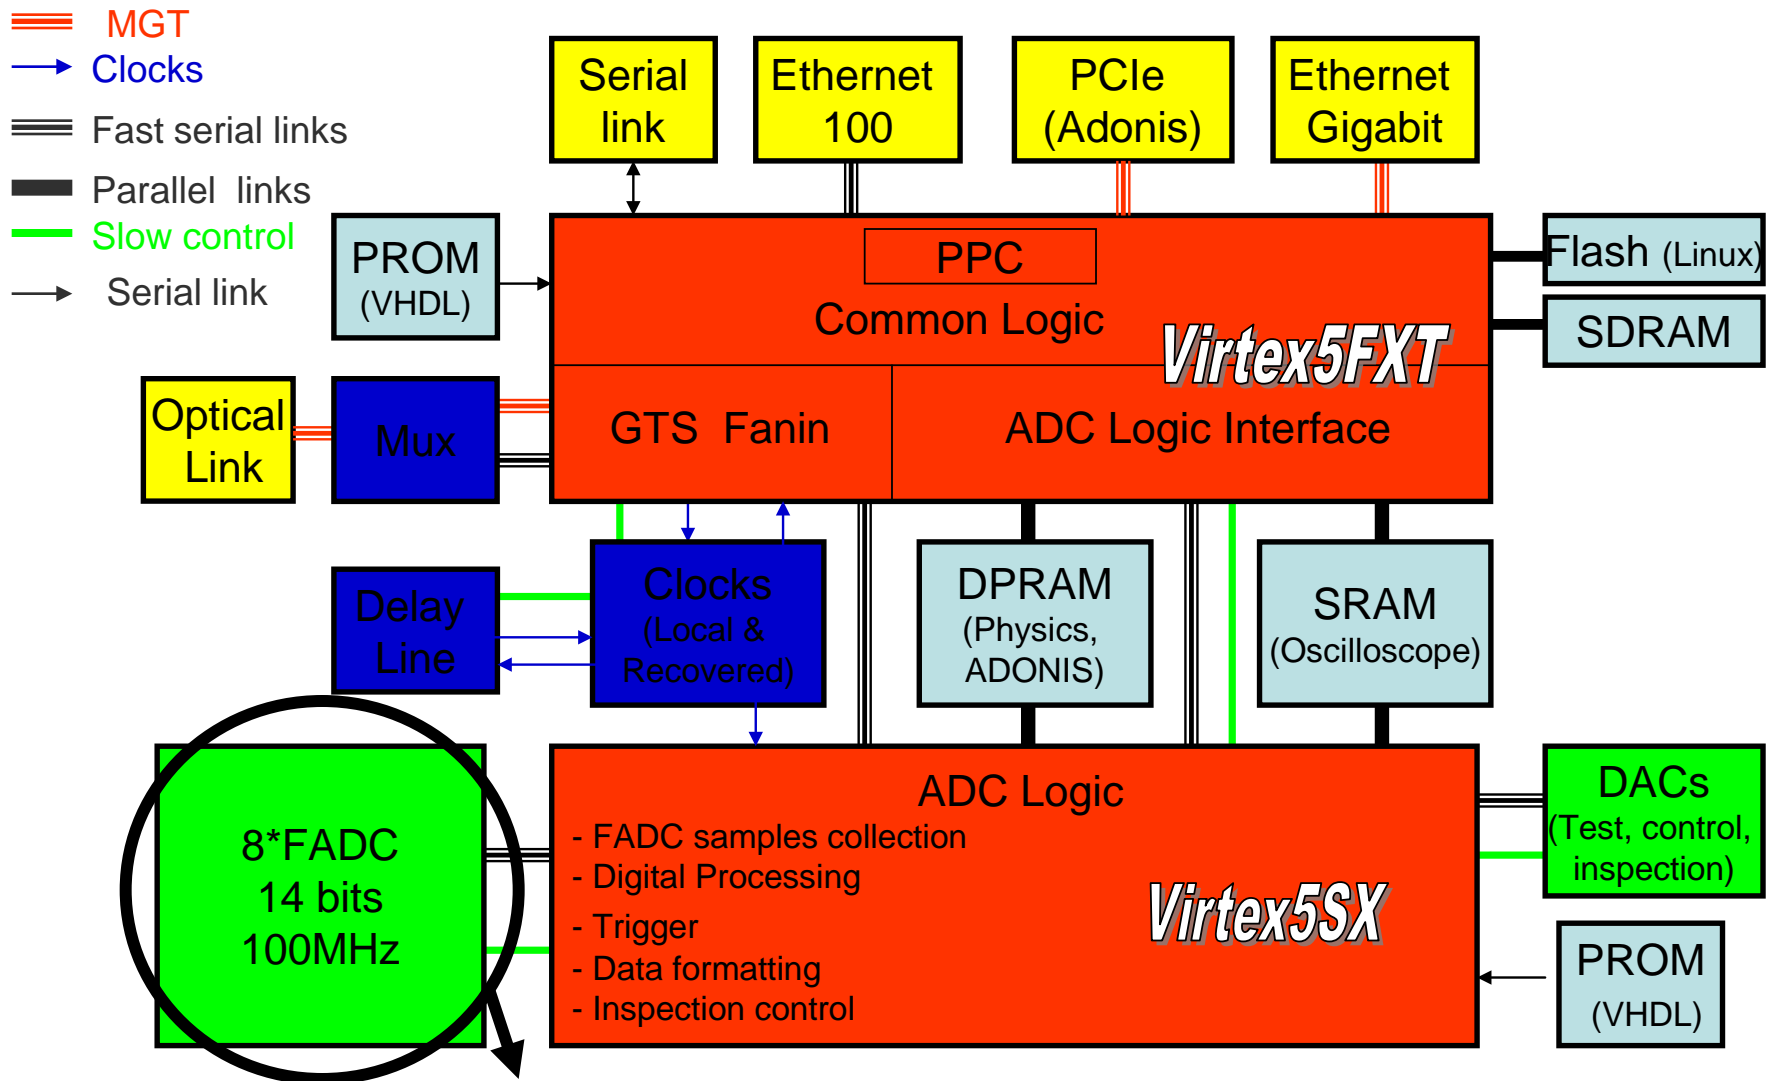 MGT
Clocks
Fast serial links
Parallel links
Slow control
Serial link
Serial
link
Ethernet
100
PCIe
(Adonis)
Ethernet
Gigabit
PROM
(VHDL)
PPC
Common Logic
Virtex5FXT
Flash (Linux)
SDRAM
Optical
Link
Mux
GTS Fanin
ADC Logic Interface
Delay
Line
Clocks
(Local &
Recovered)
DPRAM
(Physics,
ADONIS)
SRAM
(Oscilloscope)
8*FADC
14 bits
100MHz
ADC Logic
- FADC samples collection
- Digital Processing
- Trigger
- Data formatting
- Inspection control
Virtex5SX
DACs
(Test, control,
inspection)
PROM
(VHDL)